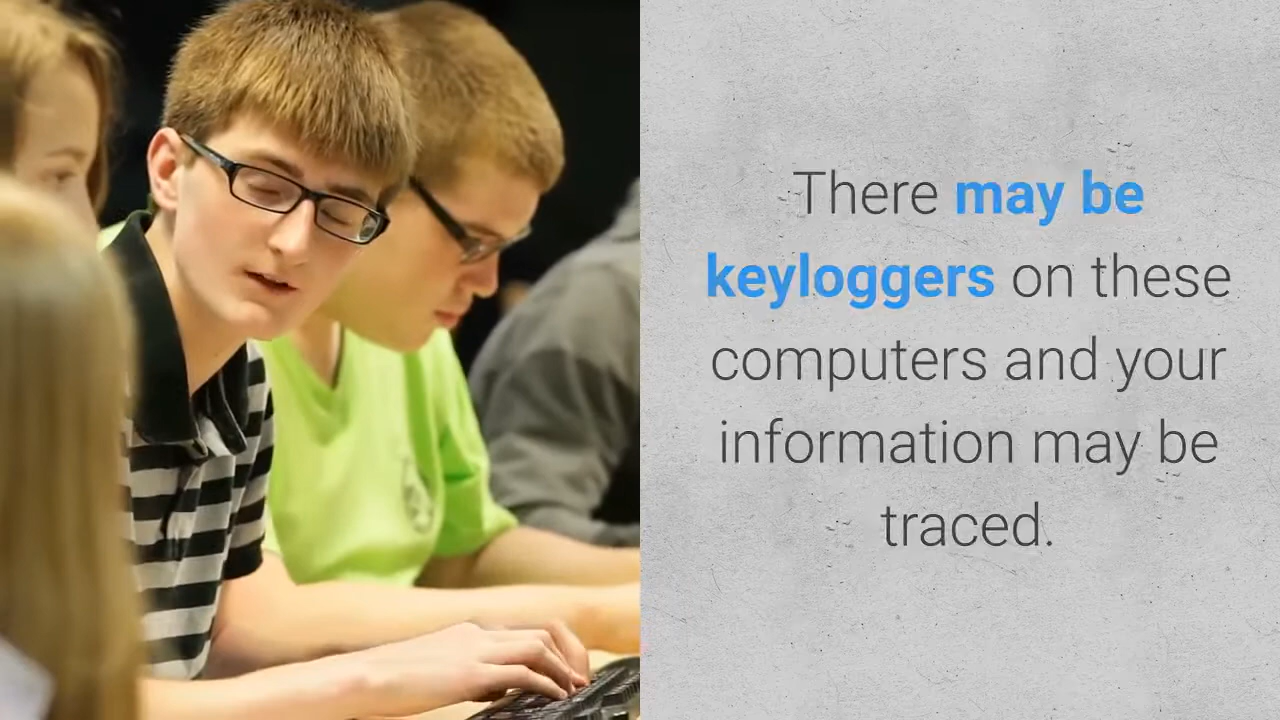 There may be
keyloggers on these
computers and your
information may be
traced.